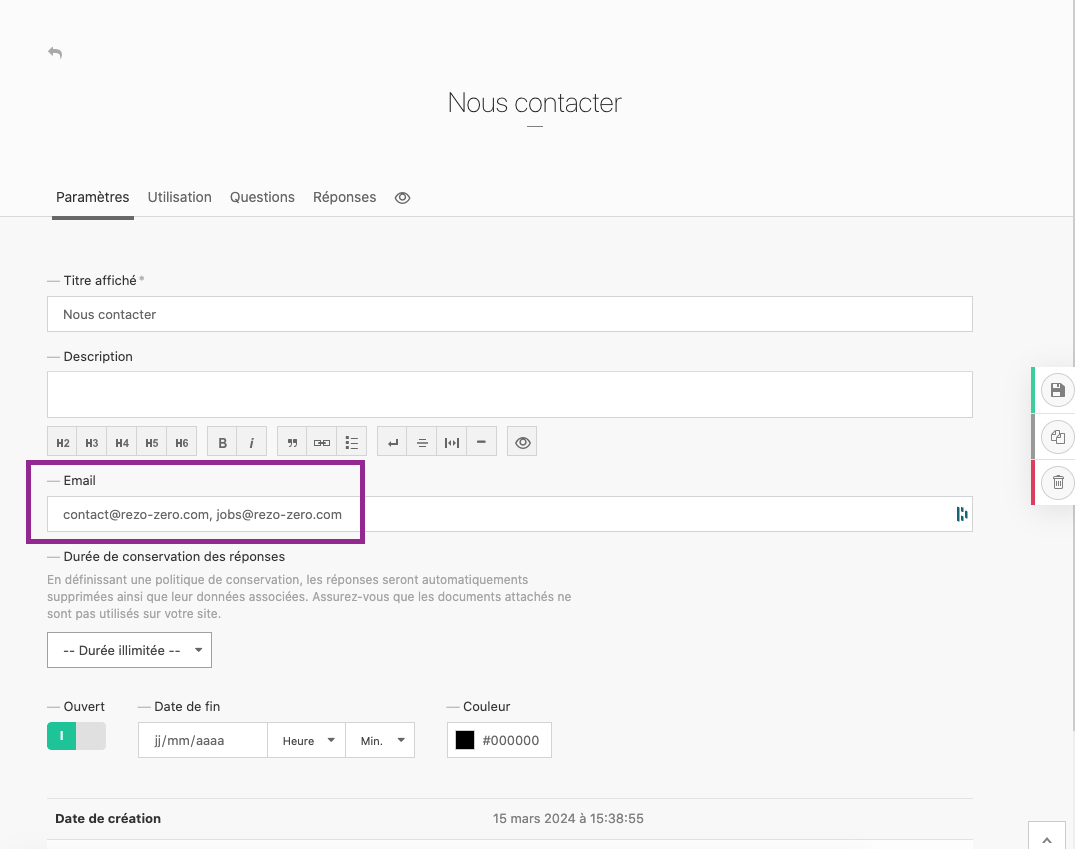 Nous contacter
Paramètres Utilisation Questions Réponses
— Titre affiché *
Nous contacter
— Description
H2 H3 H4 H5 H6 B i
— Email
contact@rezo-zero.com, jobs@rezo-zero.com
— Durée de conservation des réponses
En définissant une politique de conservation, les réponses seront automatiquements
supprimées ainsi que leur données associées. Assurez-vous que les documents attachés ne
sont pas utilisés sur votre site.
-- Durée illimitée --
— Ouvert — Date de fin — Couleur
I jj/mm/aaaa Heure Min. #000000
Date de création 15 mars 2024 à 15:38:55